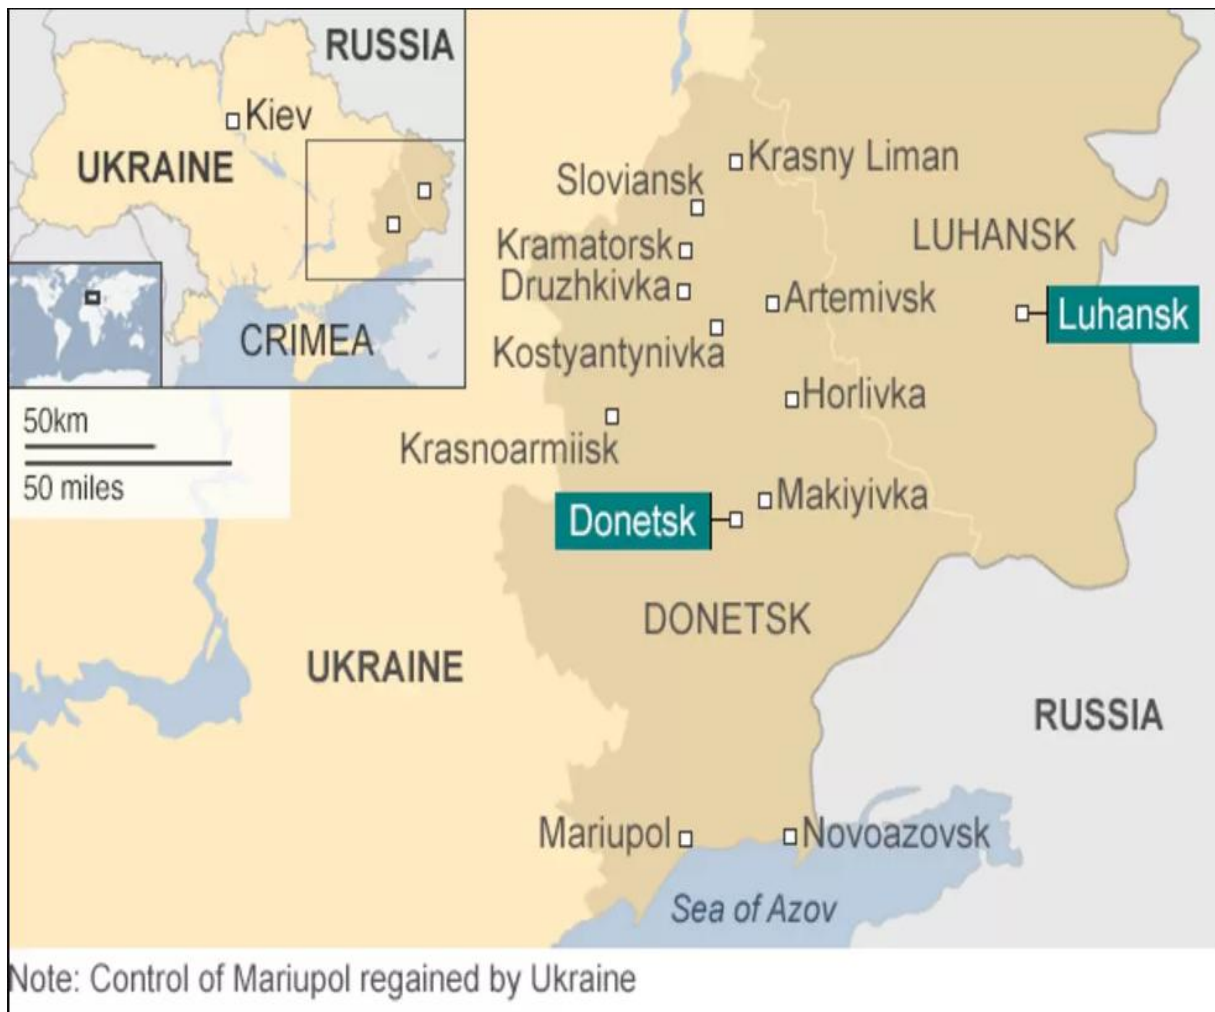 RUSSIA
Kiev
UKRAINE
CRIMEA
50km
50 miles
Krasny Liman
Sloviansk
LUHANSK
Kramatorsk
Druzhkivka
Artemivsk
Luhansk
Kostyantynivka
Horlivka
Krasnoarmiisk
Makiyivka
Donetsk
DONETSK
UKRAINE
RUSSIA
Mariupol
Novoazovsk
Sea of Azov
Note: Control of Mariupol regained by Ukraine